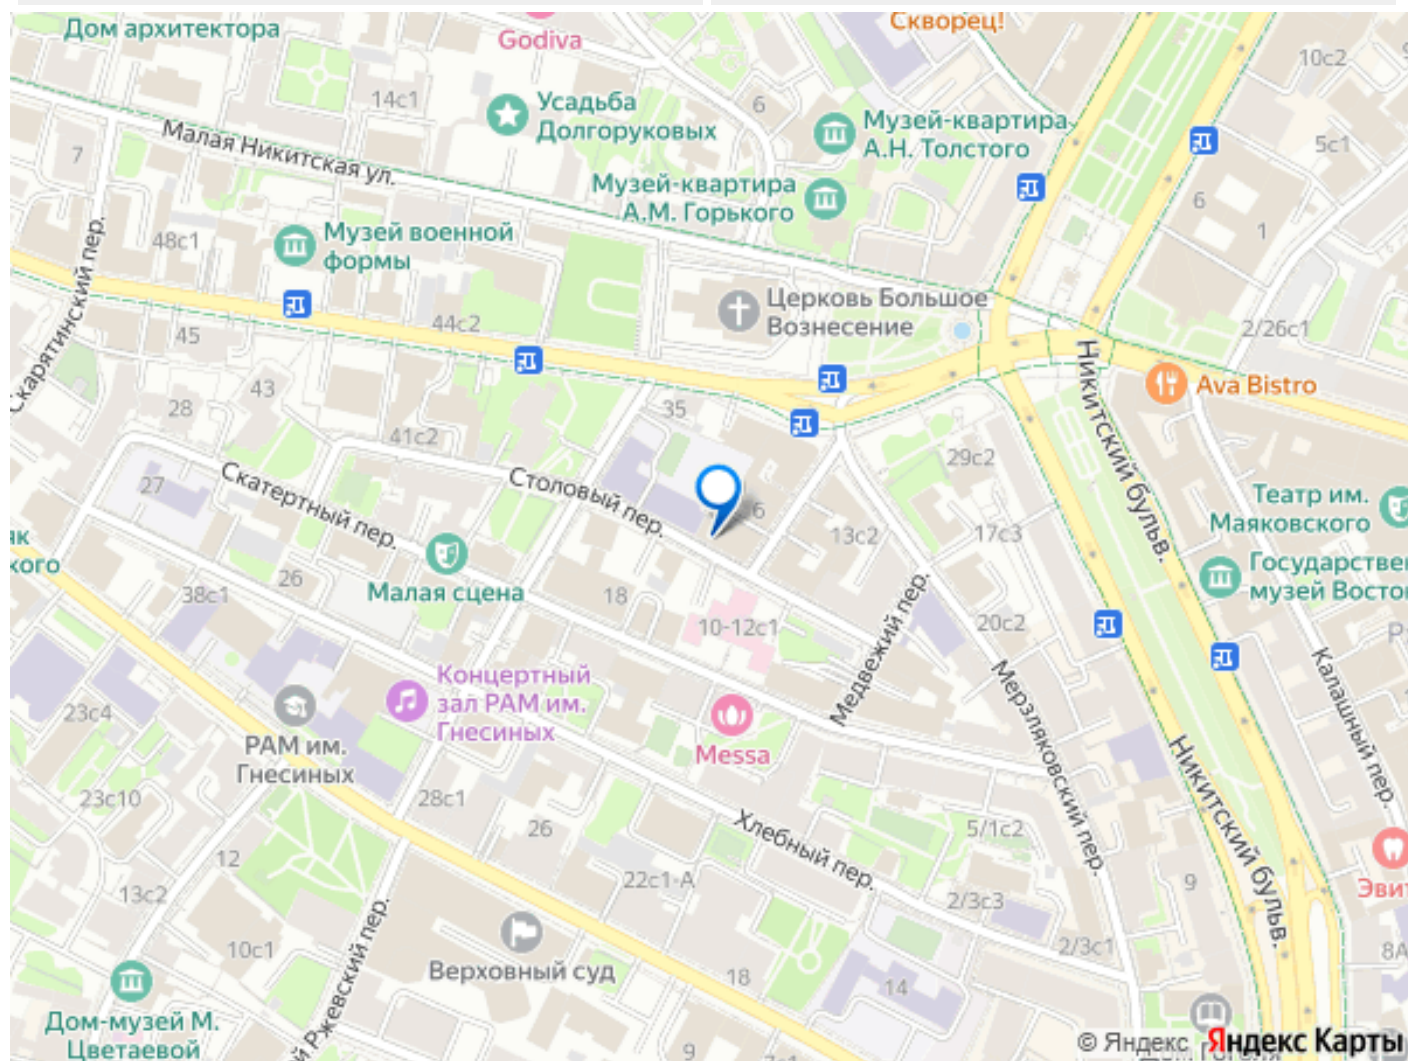 Скворец!
Дом архитектора
Godiva
10с2
14с1
Усадьба
Долгоруковых
6
Музей-квартира
А.Н. Толстого
5с1
Малая Никитская ул.
7
Музей-квартира
А.М. Горького
6
1
48с1
Музей военной
формы
Скарятинский пер.
Церковь Большое
Вознесение
44с2
45
2/26с1
Ava Bistro
43
28
35
41с2
29с2
Никитский бульв.
Столовый пер.
Скатертный пер.
27
6
13с2
17с3
Театр им.
Маяковского
Государстве
музей Восто
Малая сцена
26
38с1
18
10-12с1
20с2
Медвежий пер.
Мерзляковский пер.
Калашный пер.
Концертный
зал РАМ им.
Гнесиных
23с4
РАМ им.
Гнесиных
Messa
Никитский бульв.
23с10
28с1
26
Хлебный пер.
5/1с2
12
13с2
22с1-А
9
Эвит
2/3с3
10с1
Верховный суд
2/3с1
8А
18
14
й Ржевский пер.
Дом-музей М.
Цветаевой
9
© Яндекс Яндекс Карты